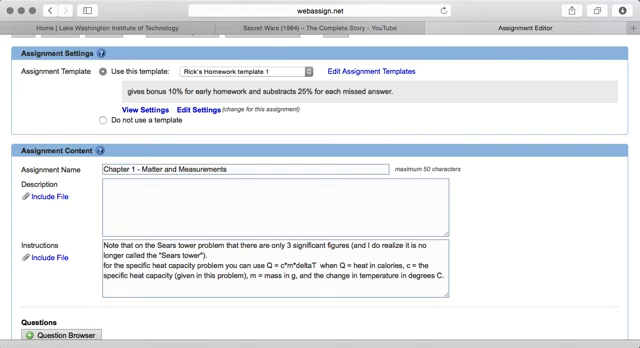 webassign.net
Home | Lake Washington Institute of Technology
Secret Wars (1984) – The Complete Story - YouTube
Assignment Editor
Assignment Settings
Assignment Template
Use this template:
Rick's Homework template 1
Edit Assignment Templates
gives bonus 10% for early homework and substracts 25% for each missed answer.
View Settings Edit Settings (change for this assignment)
Do not use a template
Assignment Content
Assignment Name
Chapter 1 - Matter and Measurements
maximum 50 characters
Description
Include File
Instructions
Include File
Note that on the Sears tower problem that there are only 3 significant figures (and I do realize it is no
longer called the "Sears tower").
for the specific heat capacity problem you can use Q = c*m*deltaT when Q = heat in calories, c = the
specific heat capacity (given in this problem), m = mass in g, and the change in temperature in degrees C.
Questions
Question Browser